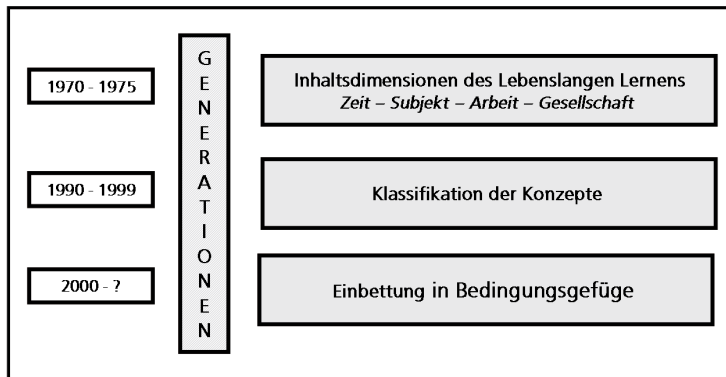 1970 - 1975
1990 - 1999
2000 - ?
GENERATIONEN
Inhaltsdimensionen des Lebenslangen Lernens
Zeit – Subjekt – Arbeit – Gesellschaft
Klassifikation der Konzepte
Einbettung in Bedingungsgefüge